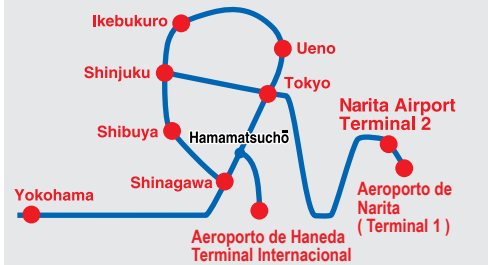 Ikebukuro
Ueno
Shinjuku
Tokyo
Narita Airport
Terminal 2
Shibuya
Hamamatsuchō
Shinagawa
Yokohama
Aeroporto de
Narita
( Terminal 1 )
Aeroporto de Haneda
Terminal Internacional